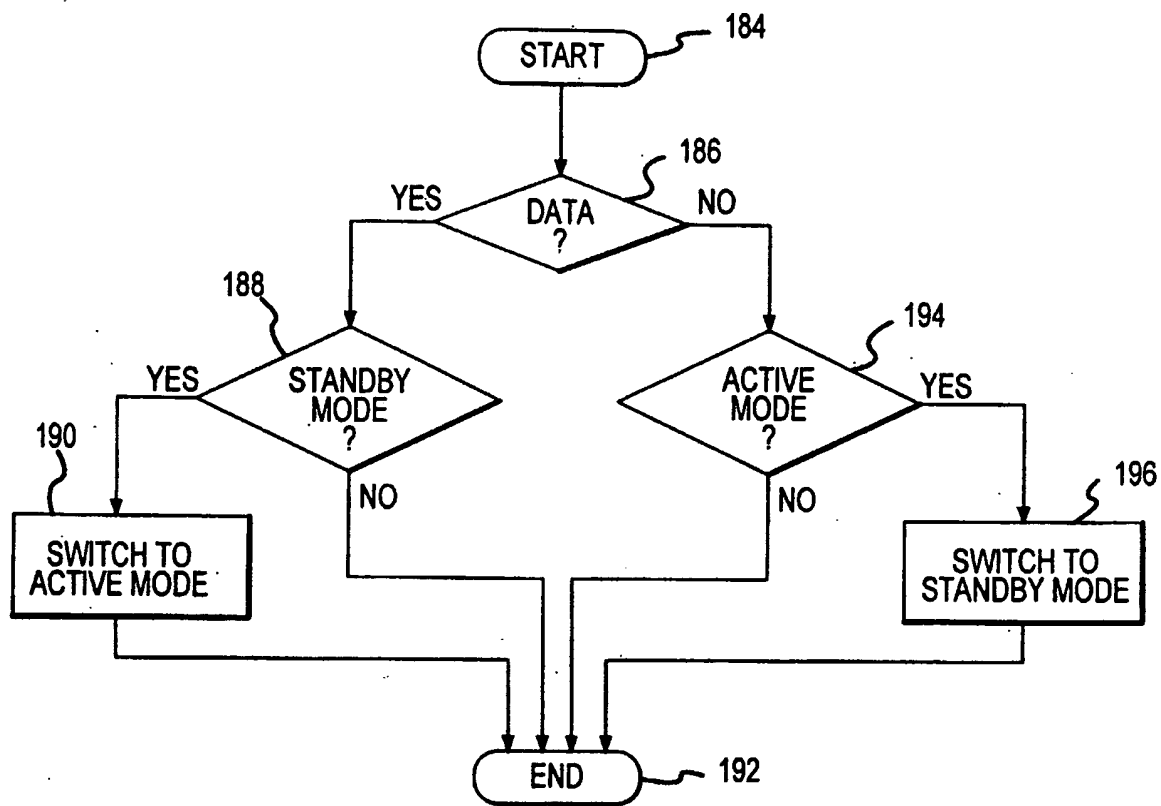 184
START
186
YES
NO
DATA
?
188
194
YES
STANDBY
MODE
?
ACTIVE
MODE
?
YES
190
NO
NO
196
SWITCH TO
ACTIVE MODE
SWITCH TO
STANDBY MODE
END
192